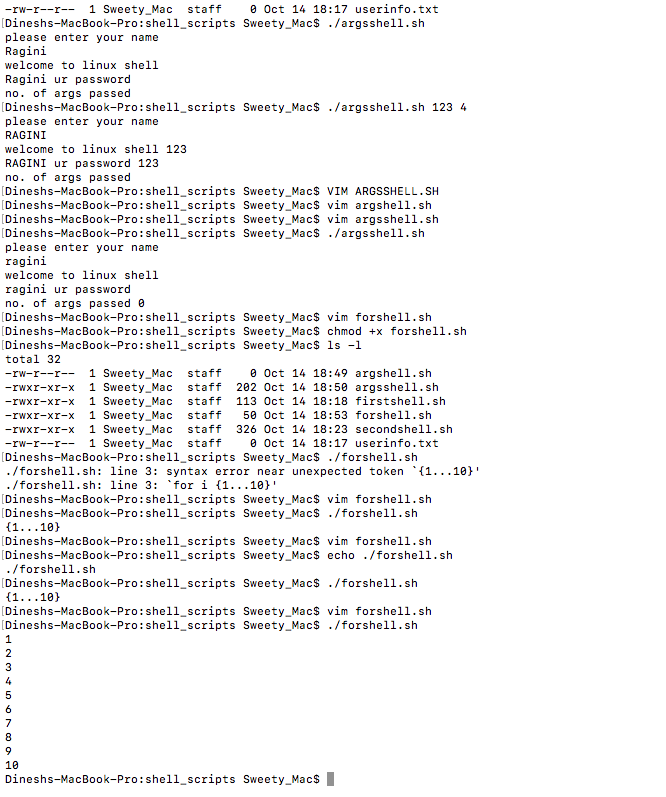 -rw-r--r--  1 Sweety_Mac  staff    0 Oct 14 18:17 userinfo.txt
[Dineshs-MacBook-Pro:shell_scripts Sweety_Mac$ ./argsshell.sh
please enter your name
Ragini
welcome to linux shell
Ragini ur password
no. of args passed
[Dineshs-MacBook-Pro:shell_scripts Sweety_Mac$ ./argsshell.sh 123 4
please enter your name
RAGINI
welcome to linux shell 123
RAGINI ur password 123
no. of args passed
[Dineshs-MacBook-Pro:shell_scripts Sweety_Mac$ VIM ARGSSHELL.SH
[Dineshs-MacBook-Pro:shell_scripts Sweety_Mac$ vim argshell.sh
[Dineshs-MacBook-Pro:shell_scripts Sweety_Mac$ vim argsshell.sh
[Dineshs-MacBook-Pro:shell_scripts Sweety_Mac$ ./argsshell.sh
please enter your name
ragini
welcome to linux shell
ragini ur password
no. of args passed 0
[Dineshs-MacBook-Pro:shell_scripts Sweety_Mac$ vim forshell.sh
[Dineshs-MacBook-Pro:shell_scripts Sweety_Mac$ chmod +x forshell.sh
[Dineshs-MacBook-Pro:shell_scripts Sweety_Mac$ ls -l
total 32
-rw-r--r--  1 Sweety_Mac  staff    0 Oct 14 18:49 argshell.sh
-rwxr-xr-x  1 Sweety_Mac  staff  202 Oct 14 18:50 argsshell.sh
-rwxr-xr-x  1 Sweety_Mac  staff  113 Oct 14 18:18 firstshell.sh
-rwxr-xr-x  1 Sweety_Mac  staff   50 Oct 14 18:53 forshell.sh
-rwxr-xr-x  1 Sweety_Mac  staff  326 Oct 14 18:23 secondshell.sh
-rw-r--r--  1 Sweety_Mac  staff    0 Oct 14 18:17 userinfo.txt
[Dineshs-MacBook-Pro:shell_scripts Sweety_Mac$ ./forshell.sh
./forshell.sh: line 3: syntax error near unexpected token `{1...10}'
./forshell.sh: line 3: `for i {1...10}'
[Dineshs-MacBook-Pro:shell_scripts Sweety_Mac$ vim forshell.sh
[Dineshs-MacBook-Pro:shell_scripts Sweety_Mac$ ./forshell.sh
{1...10}
[Dineshs-MacBook-Pro:shell_scripts Sweety_Mac$ vim forshell.sh
[Dineshs-MacBook-Pro:shell_scripts Sweety_Mac$ echo ./forshell.sh
./forshell.sh
[Dineshs-MacBook-Pro:shell_scripts Sweety_Mac$ ./forshell.sh
{1...10}
[Dineshs-MacBook-Pro:shell_scripts Sweety_Mac$ vim forshell.sh
[Dineshs-MacBook-Pro:shell_scripts Sweety_Mac$ ./forshell.sh
1
2
3
4
5
6
7
8
9
10
Dineshs-MacBook-Pro:shell_scripts Sweety_Mac$